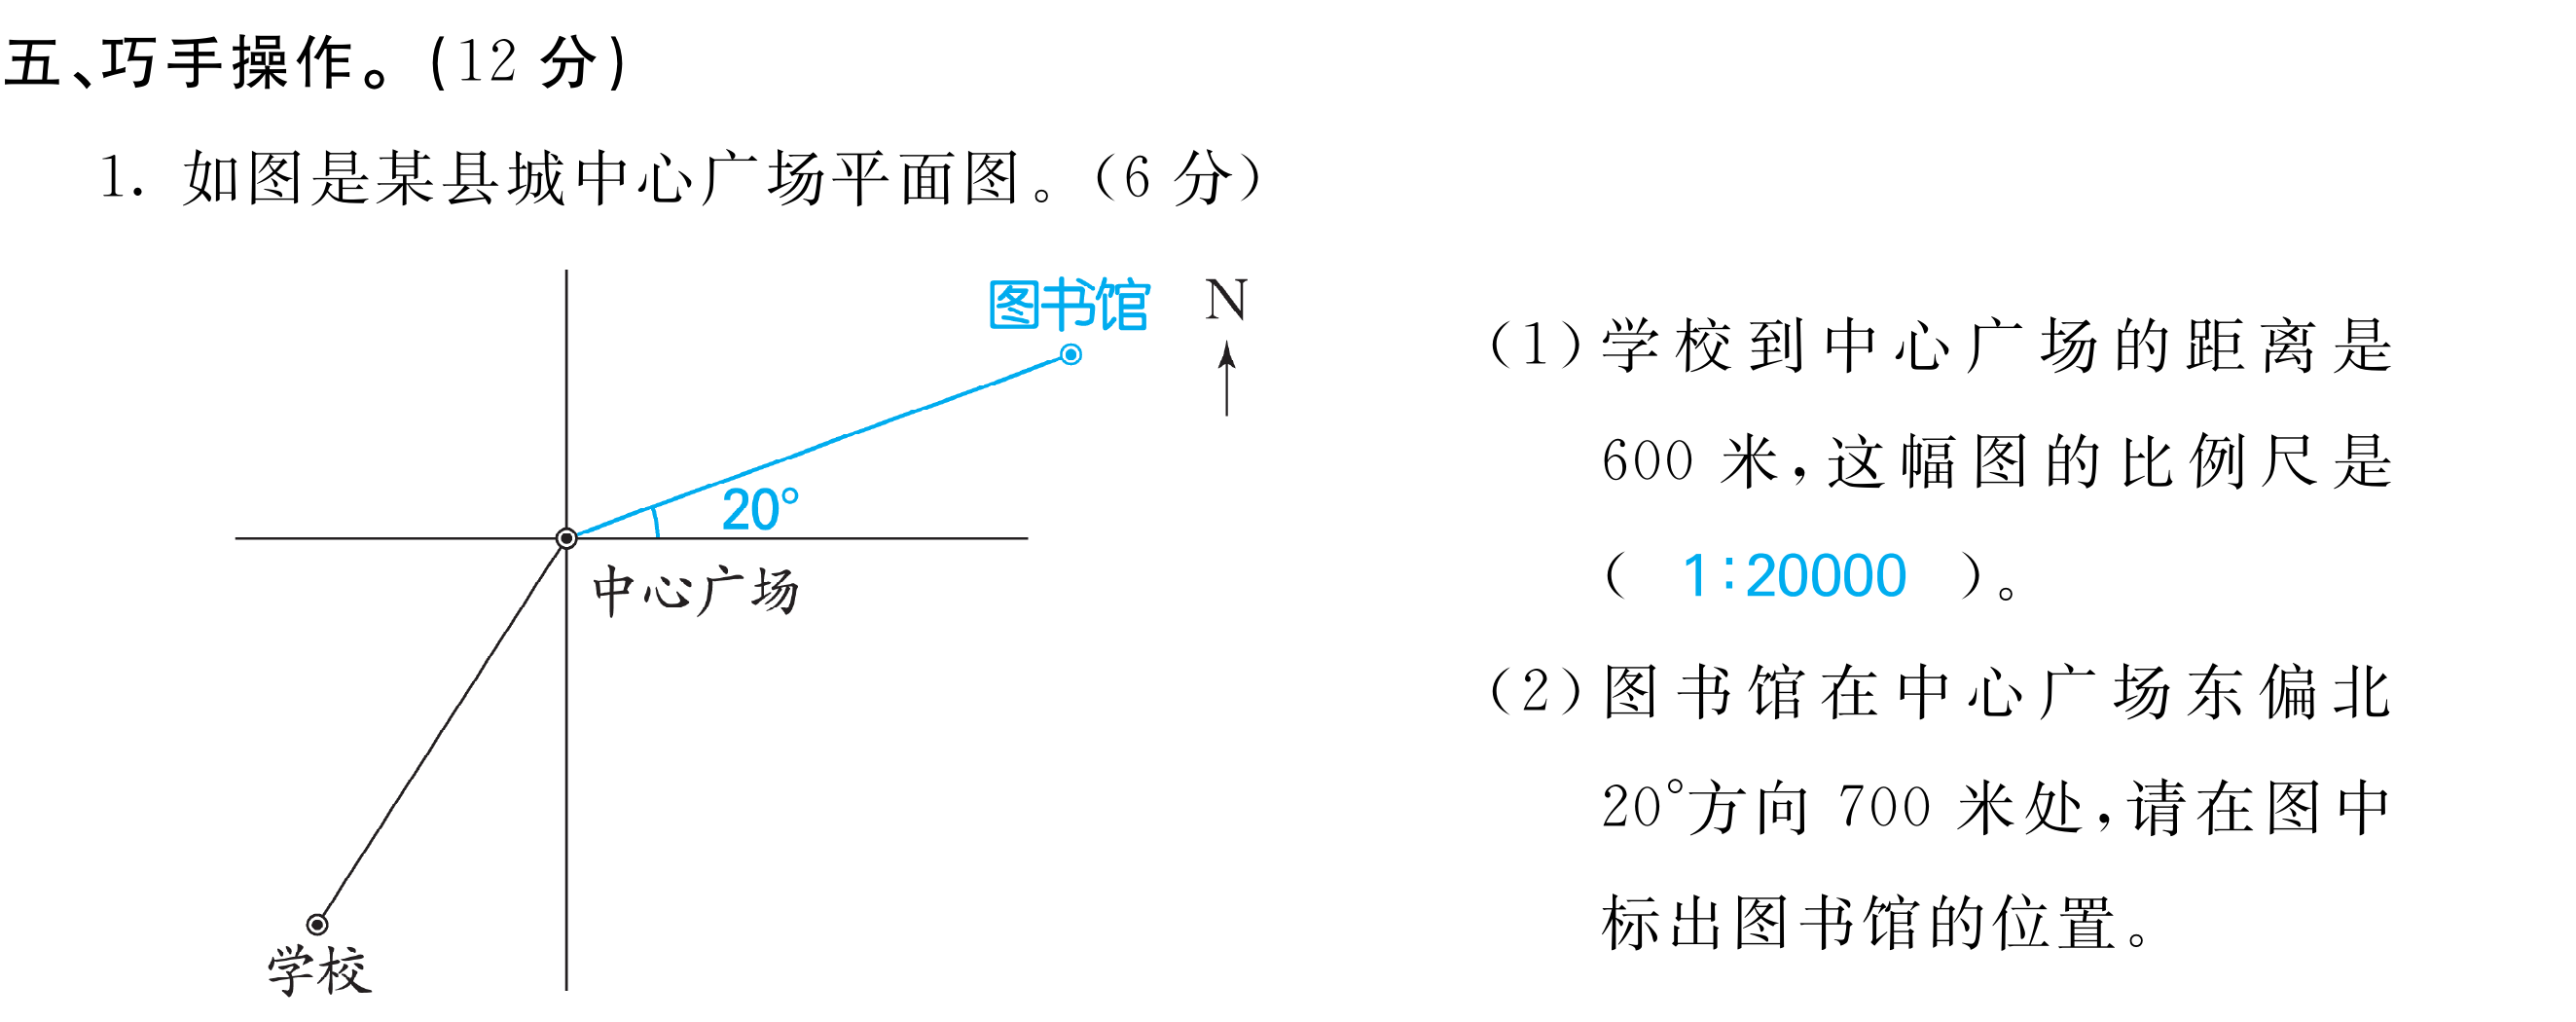 五、巧手操作。(12 分)
1. 如图是某县城中心广场平面图。(6 分)
图书馆
N
20°
中心广场
学校
(1)学校到中心广场的距离是
600 米,这幅图的比例尺是
( 1∶20000 )。
(2)图书馆在中心广场东偏北
20°方向 700 米处,请在图中
标出图书馆的位置。